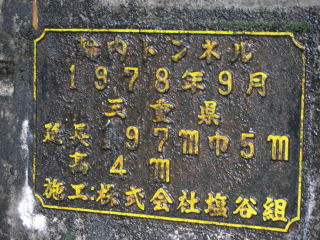 内トンネル
1978年9月
三重県
延長197m巾5m
高4m
施工 株式会社塩谷組